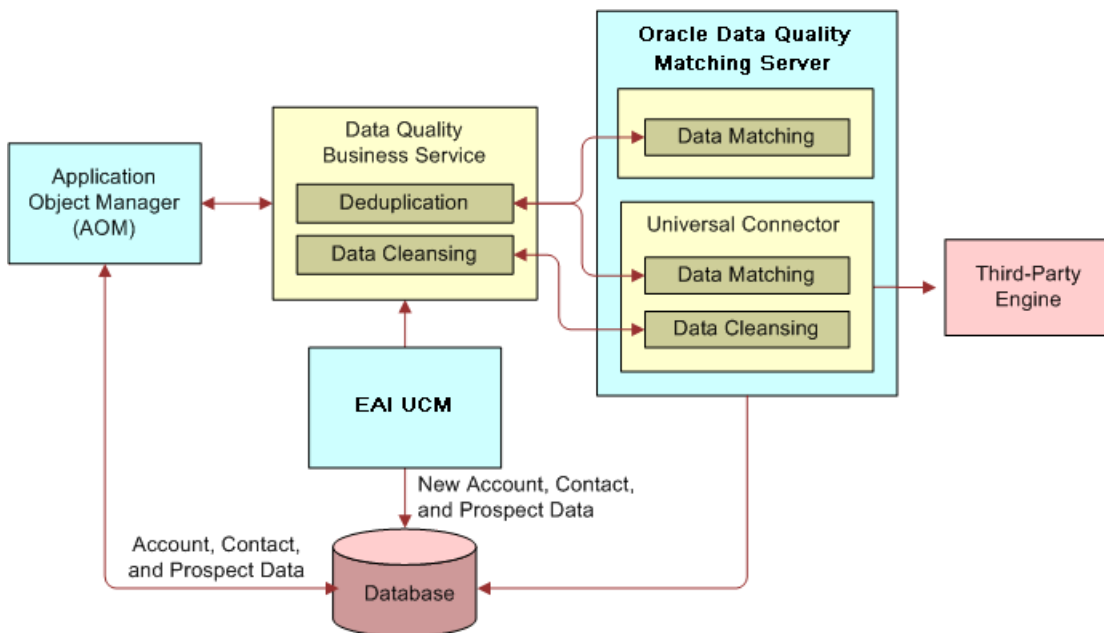 Oracle Data Quality
Matching Server
Data Matching
Data Quality
Business Service
Deduplication
Data Cleansing
Application
Object Manager
(AOM)
Universal Connector
Data Matching
Data Cleansing
Third-Party
Engine
EAI UCM
New Account, Contact,
and Prospect Data
Account, Contact,
and Prospect Data
Database